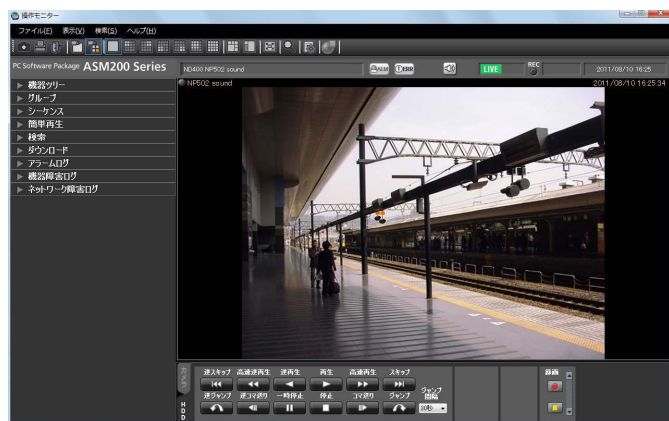 操作モニター
ファイル(F) 表示(V) 検索(S) ヘルプ(H)
PC Software Package ASM200 Series
ND400 NP502 sound
ALM
ERR
LIVE
REC
2011/08/10 16:25
機器ツリー
グループ
シーケンス
簡単再生
検索
ダウンロード
アラームログ
機器障害ログ
ネットワーク障害ログ
NP502 sound
2011/08/10 16:25:34
逆スキップ 高速逆再生 逆再生 再生 高速再生 スキップ
逆ジャンプ 逆コマ送り 一時停止 停止 コマ送り 順ジャンプ
ジャンプ
間隔
30秒
録画
HDD